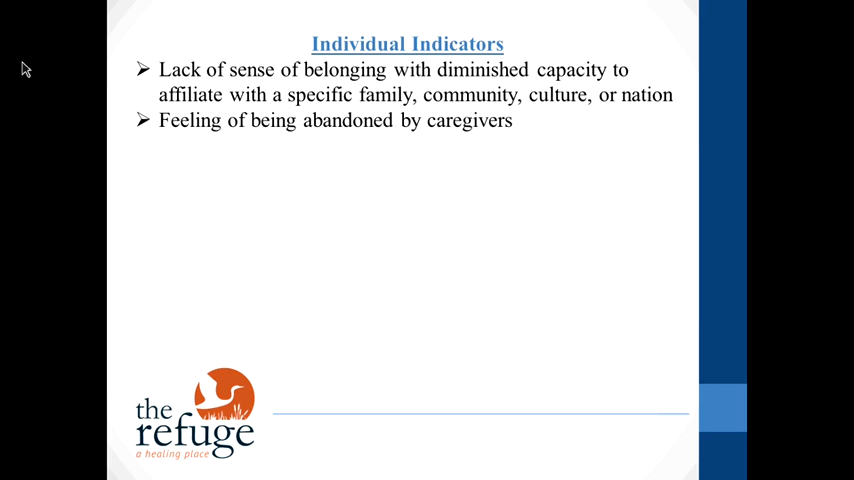 Individual Indicators
➢ Lack of sense of belonging with diminished capacity to
affiliate with a specific family, community, culture, or nation
➢ Feeling of being abandoned by caregivers
the
refuge
a healing place